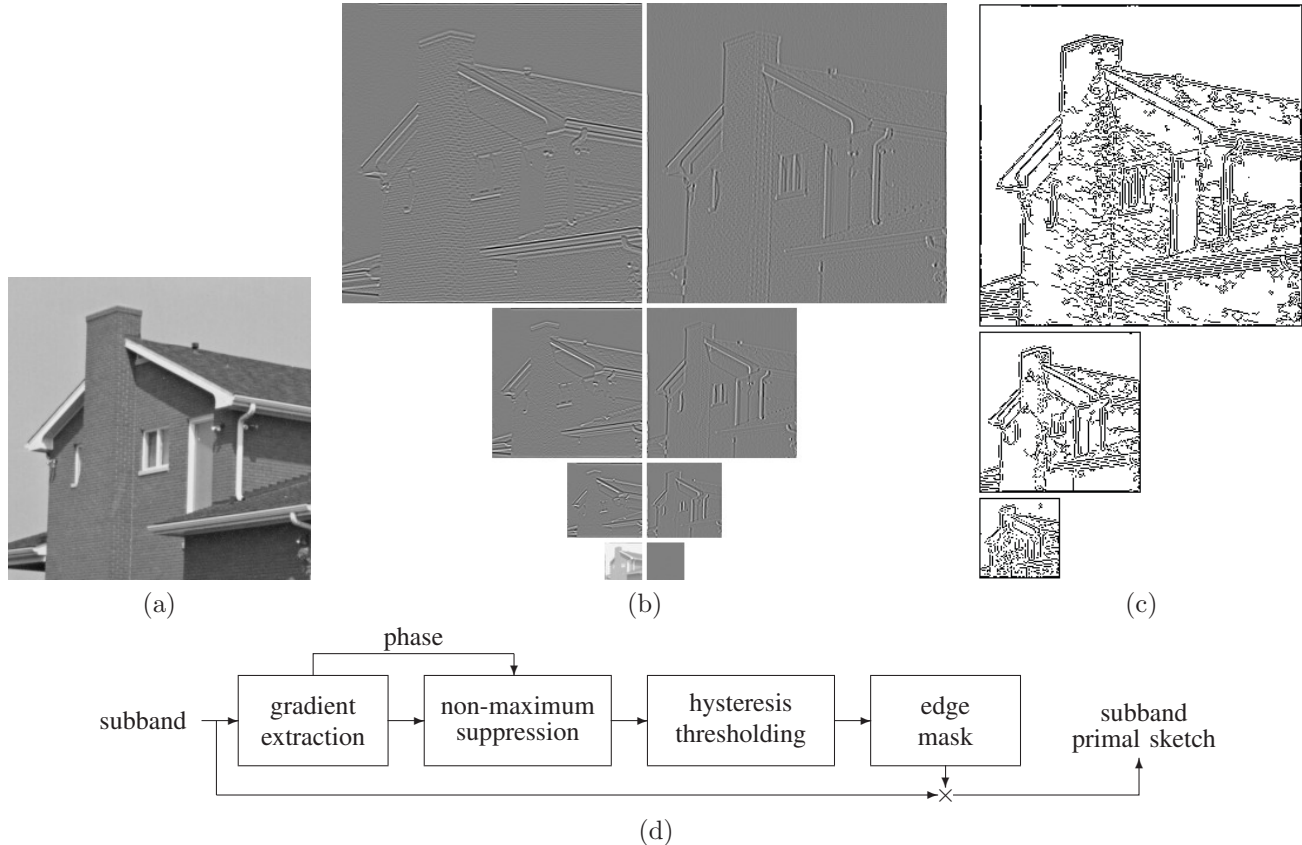 (a)
(b)
(c)
phase
subband
gradient
extraction
non-maximum
suppression
hysteresis
thresholding
edge
mask
subband
primal sketch
(d)